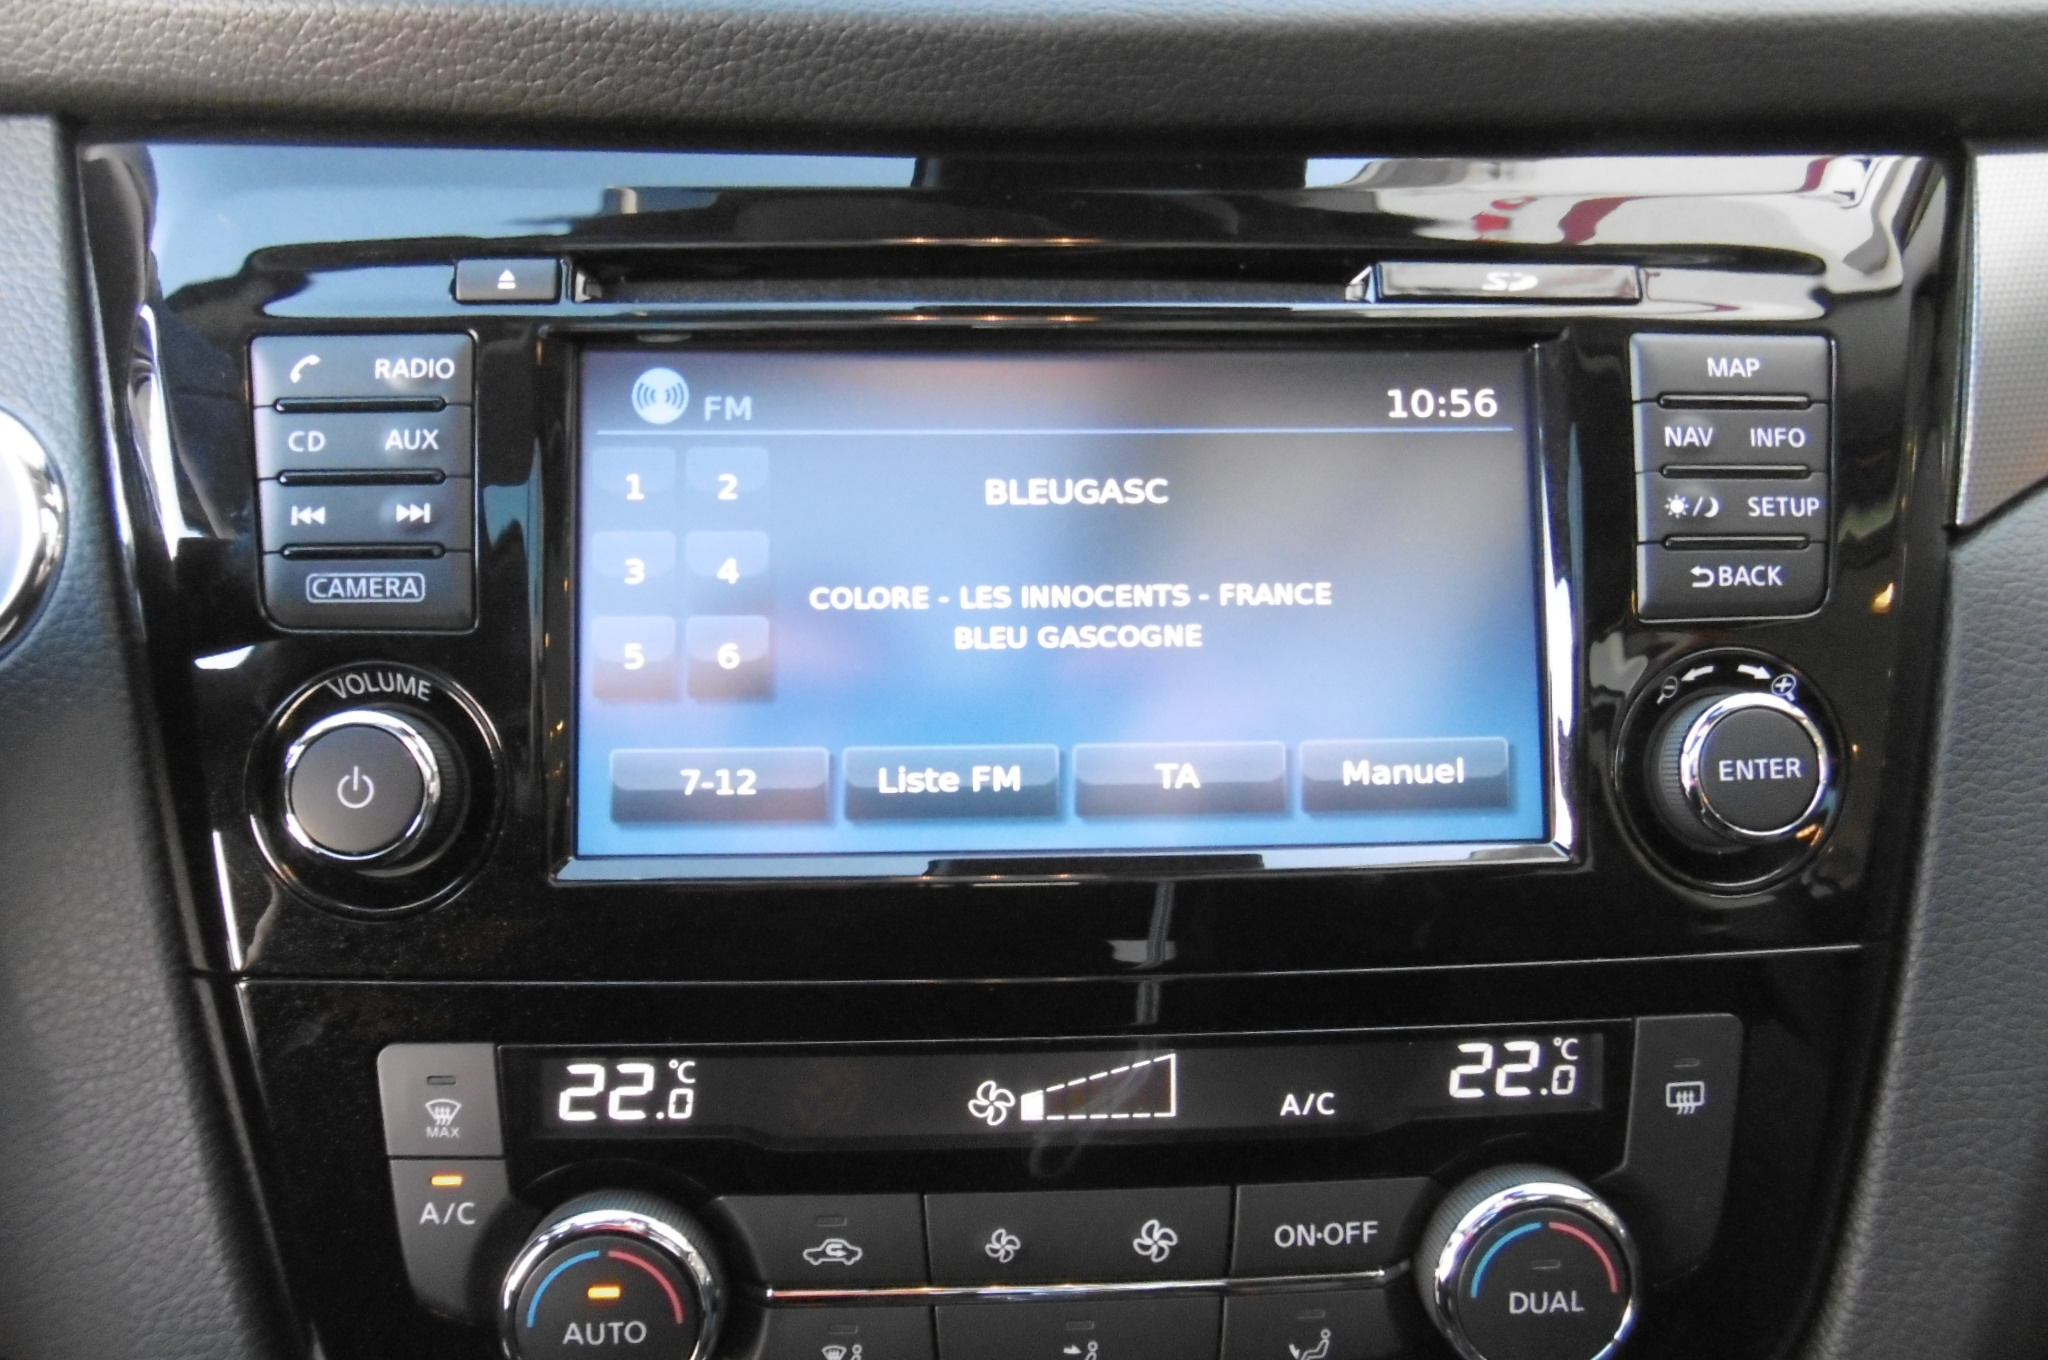 SD
RADIO
CD AUX
CAMERA
VOLUME
FM 10:56
1 2
3 4
5 6
BLEUGASC
COLORE - LES INNOCENTS - FRANCE
BLEU GASCOGNE
7-12 Liste FM TA Manuel
MAP
NAV INFO
SETUP
BACK
ENTER
MAX
22.0 °C
A/C
22.0 °C
A/C
ON·OFF
AUTO
DUAL